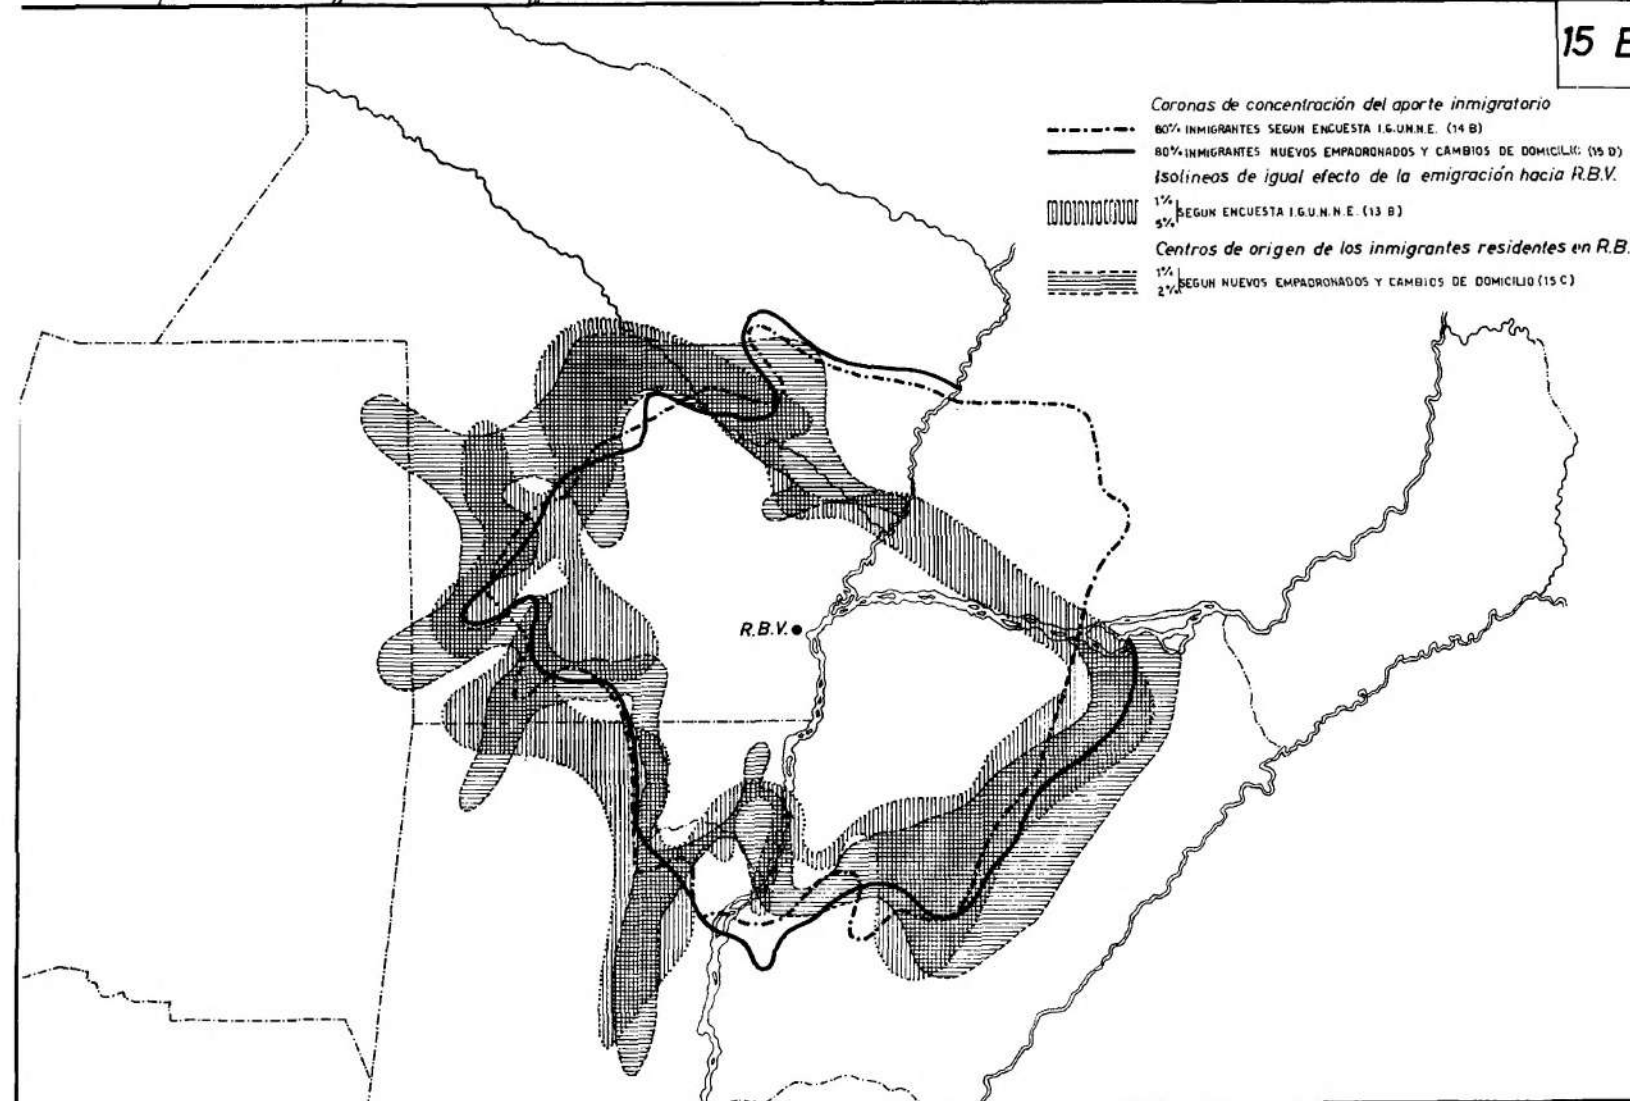 15 E
Coronas de concentración del aporte inmigratorio
80% INMIGRANTES SEGUN ENCUESTA I.G.U.N.N.E. (14 B)
80% INMIGRANTES NUEVOS EMPADRONADOS Y CAMBIOS DE DOMICILIO (15 D)
Isolineas de igual efecto de la emigración hacia R.B.V.
1%
5% SEGUN ENCUESTA I.G.U.N.N.E. (13 B)
Centros de origen de los inmigrantes residentes en R.B.
1%
2% SEGUN NUEVOS EMPADRONADOS Y CAMBIOS DE DOMICILIO (15 C)
R.B.V.